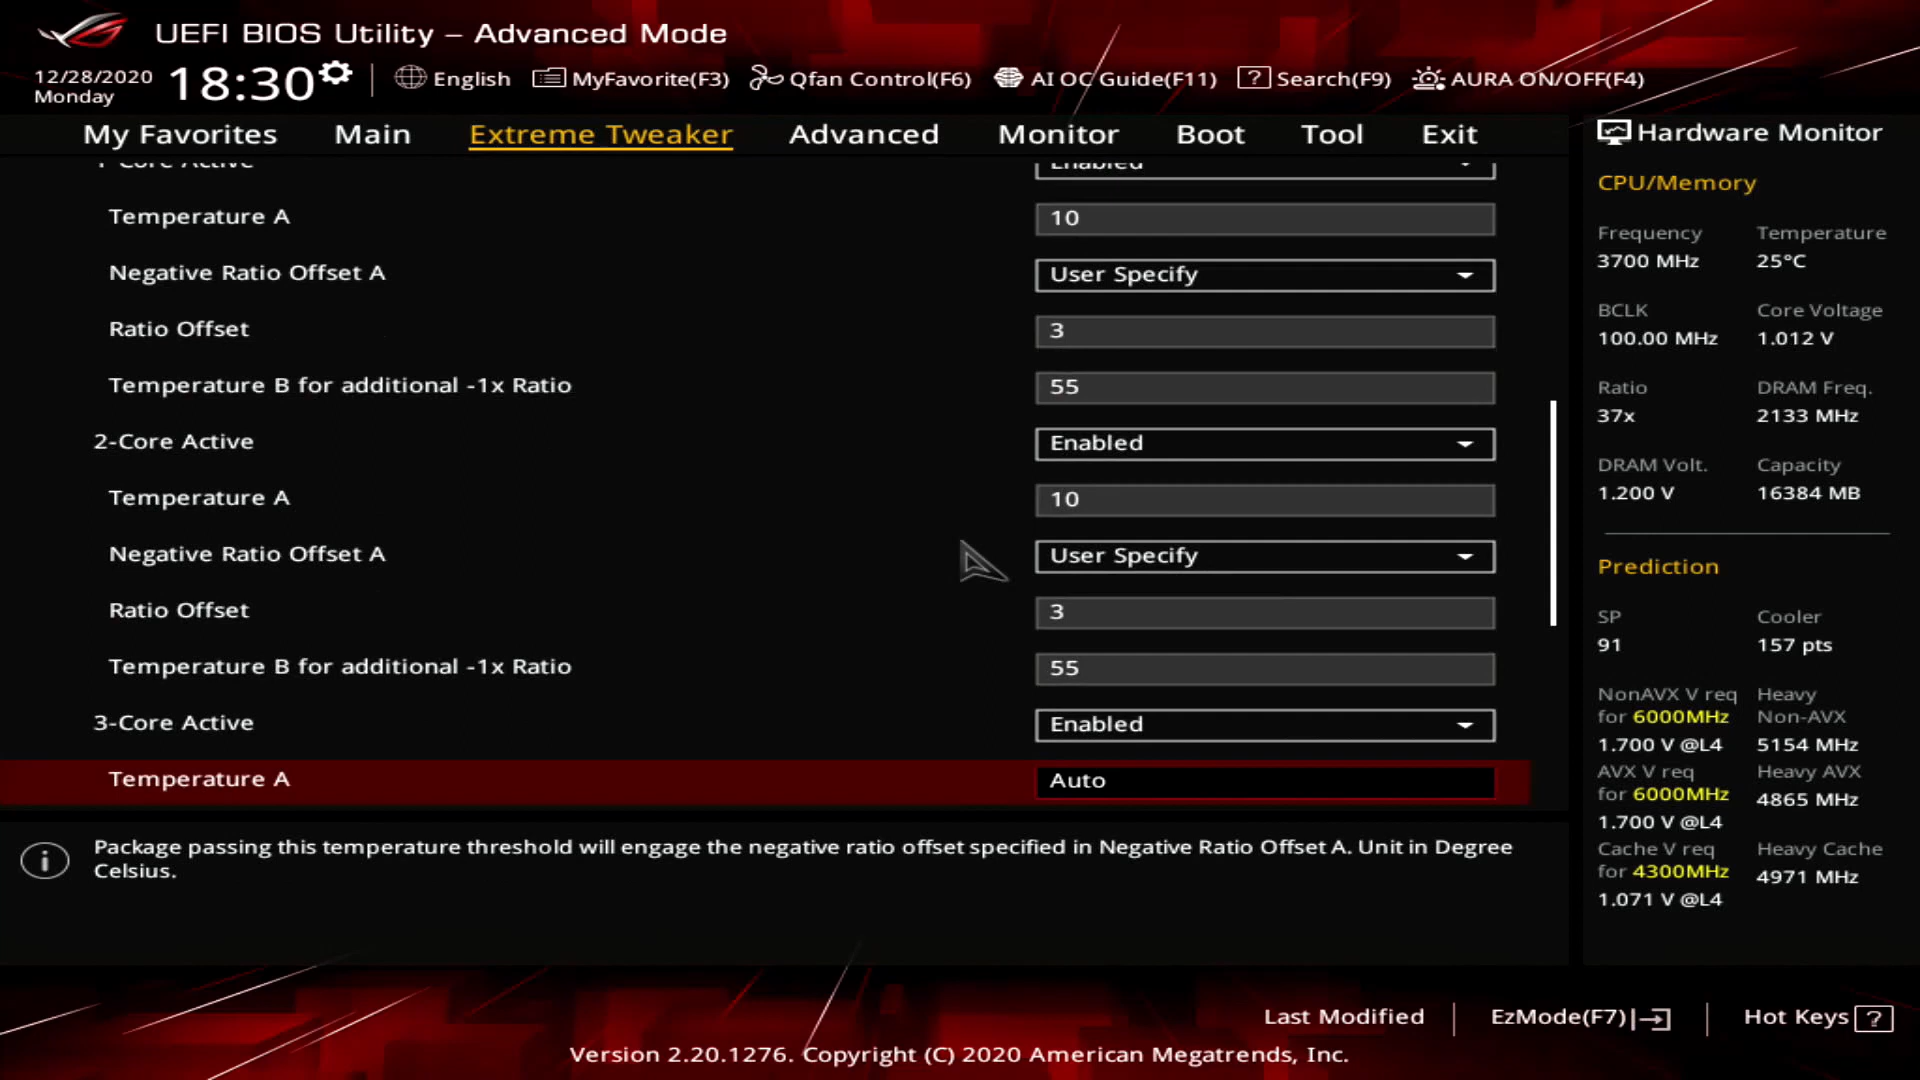 UEFI BIOS Utility – Advanced Mode
12/28/2020
Monday
18:30
English
MyFavorite(F3)
Qfan Control(F6)
AI OC Guide(F11)
? Search(F9)
AURA ON/OFF(F4)
My Favorites
Main
Extreme Tweaker
Advanced
Monitor
Boot
Tool
Exit
1-Core Active
Enabled
Temperature A
10
Negative Ratio Offset A
User Specify
Ratio Offset
3
Temperature B for additional -1x Ratio
55
2-Core Active
Enabled
Temperature A
10
Negative Ratio Offset A
User Specify
Ratio Offset
3
Temperature B for additional -1x Ratio
55
3-Core Active
Enabled
Temperature A
Auto
Package passing this temperature threshold will engage the negative ratio offset specified in Negative Ratio Offset A. Unit in Degree
Celsius.
Hardware Monitor
CPU/Memory
Frequency Temperature
3700 MHz 25°C
BCLK Core Voltage
100.00 MHz 1.012 V
Ratio DRAM Freq.
37x 2133 MHz
DRAM Volt. Capacity
1.200 V 16384 MB
Prediction
SP Cooler
91 157 pts
NonAVX V req Heavy
for 6000MHz Non-AVX
1.700 V @L4 5154 MHz
AVX V req Heavy AVX
for 6000MHz 4865 MHz
1.700 V @L4
Cache V req Heavy Cache
for 4300MHz 4971 MHz
1.071 V @L4
Last Modified
EzMode(F7)
Hot Keys ?
Version 2.20.1276. Copyright (C) 2020 American Megatrends, Inc.